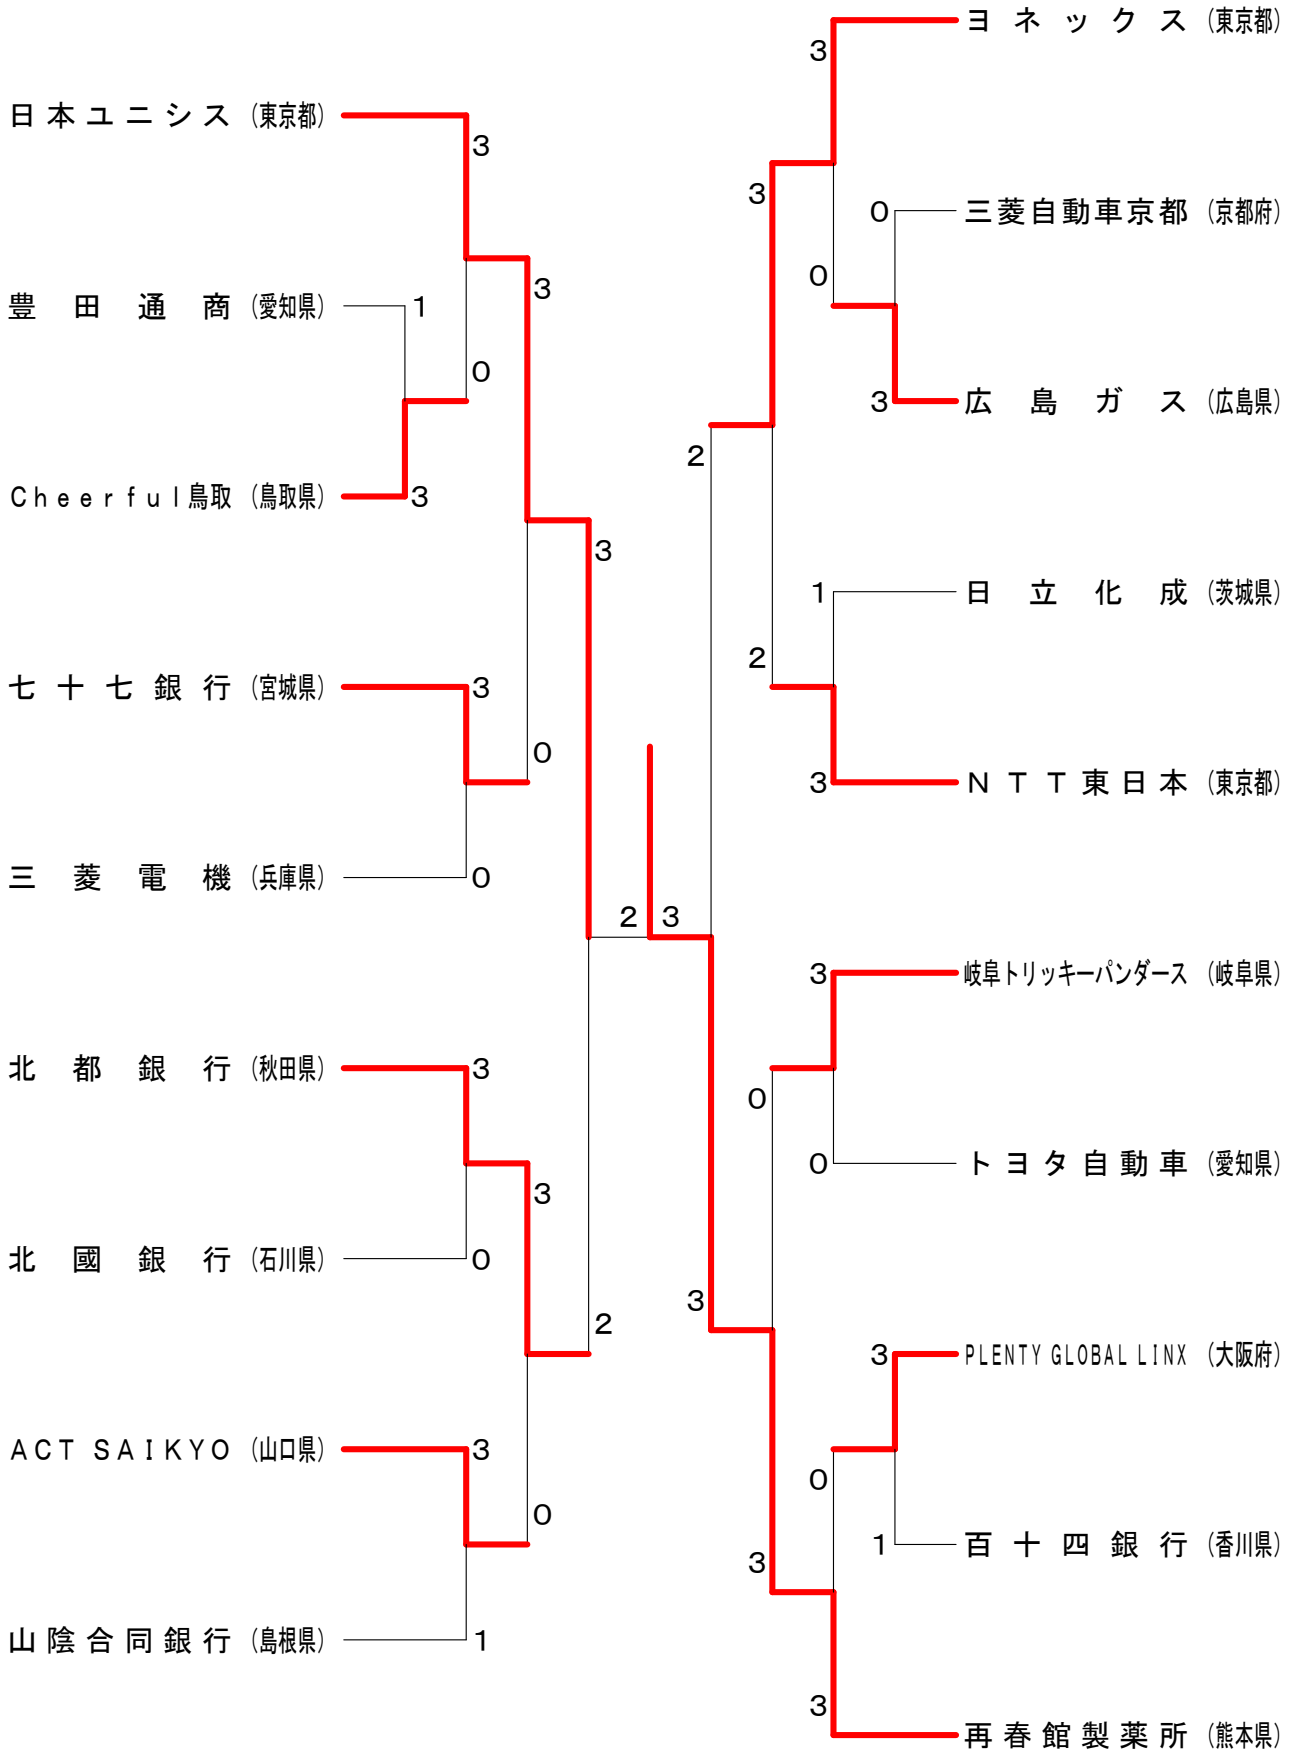 日本ユニシス (東京都)
3
豊田通商 (愛知県)
1
3
0
Cheerful鳥取 (鳥取県)
3
3
七十七銀行 (宮城県)
3
0
三菱電機 (兵庫県)
0
2
北都銀行 (秋田県)
3
3
北國銀行 (石川県)
0
2
ACT SAIKYO (山口県)
3
0
山陰合同銀行 (島根県)
1
ヨネックス (東京都)
3
3
0
三菱自動車京都 (京都府)
0
3
広島ガス (広島県)
2
1
日立化成 (茨城県)
2
3
NTT東日本 (東京都)
3
3
岐阜トリッキーパンダース (岐阜県)
0
0
トヨタ自動車 (愛知県)
3
3
PLENTY GLOBAL LINX (大阪府)
0
1
百十四銀行 (香川県)
3
3
再春館製薬所 (熊本県)